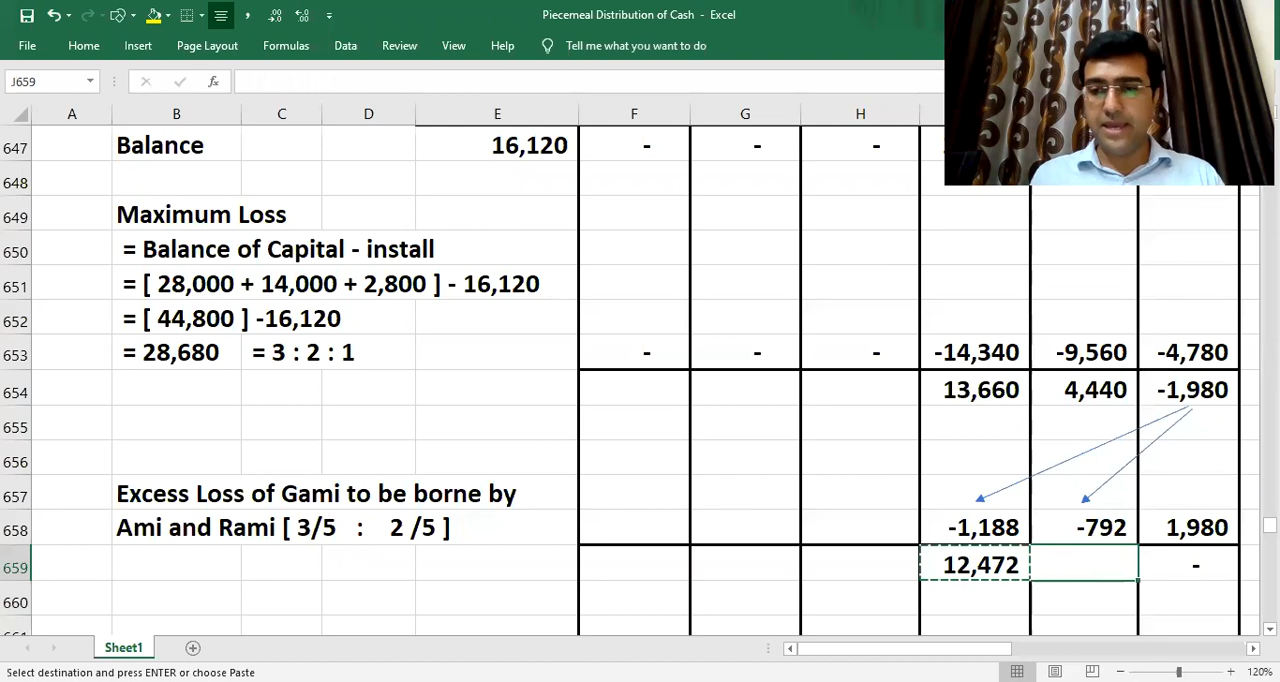 Piecemeal Distribution of Cash - Excel
File Home Insert Page Layout Formulas Data Review View Help Tell me what you want to do
J659 fx
A B C D E F G H
647 Balance 16,120 - - -
648
649 Maximum Loss
650 = Balance of Capital - install
651 = [ 28,000 + 14,000 + 2,800 ] - 16,120
652 = [ 44,800 ] -16,120
653 = 28,680 = 3 : 2 : 1 - - - -14,340 -9,560 -4,780
654 13,660 4,440 -1,980
655
656
657 Excess Loss of Gami to be borne by
658 Ami and Rami [ 3/5 : 2 /5 ] -1,188 -792 1,980
659 12,472 -
660
661
Sheet1
Select destination and press ENTER or choose Paste 120%